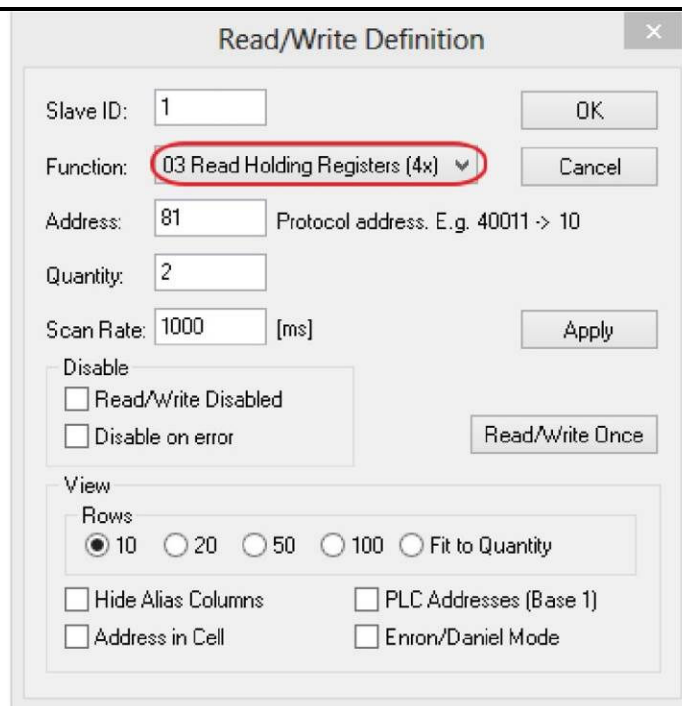 Read/Write Definition
Slave ID: 1 OK
Function: 03 Read Holding Registers (4x) Cancel
Address: 81 Protocol address. E.g. 40011 -> 10
Quantity: 2
Scan Rate: 1000 [ms] Apply
Disable
Read/Write Disabled
Disable on error Read/Write Once
View
Rows
10 20 50 100 Fit to Quantity
Hide Alias Columns PLC Addresses (Base 1)
Address in Cell Enron/Daniel Mode